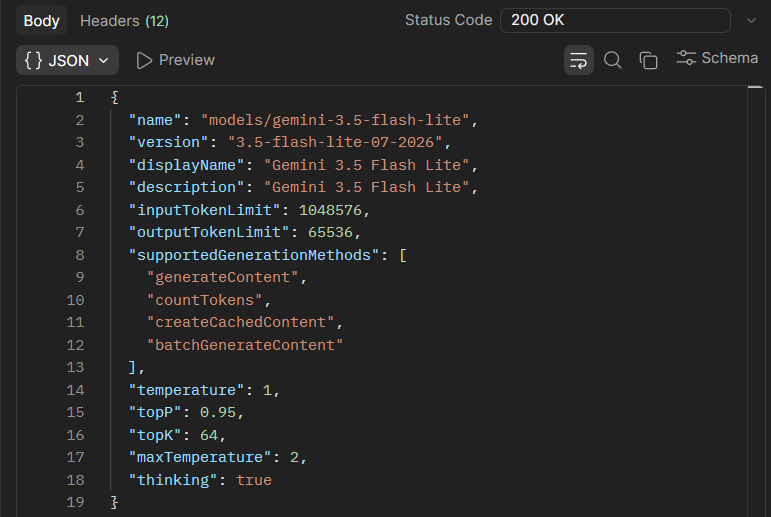 Body Headers (12) Status Code 200 OK
{ } JSON Preview Schema
1 {
2 "name": "models/gemini-3.5-flash-lite",
3 "version": "3.5-flash-lite-07-2026",
4 "displayName": "Gemini 3.5 Flash Lite",
5 "description": "Gemini 3.5 Flash Lite",
6 "inputTokenLimit": 1048576,
7 "outputTokenLimit": 65536,
8 "supportedGenerationMethods": [
9 "generateContent",
10 "countTokens",
11 "createCachedContent",
12 "batchGenerateContent"
13 ],
14 "temperature": 1,
15 "topP": 0.95,
16 "topK": 64,
17 "maxTemperature": 2,
18 "thinking": true
19 }